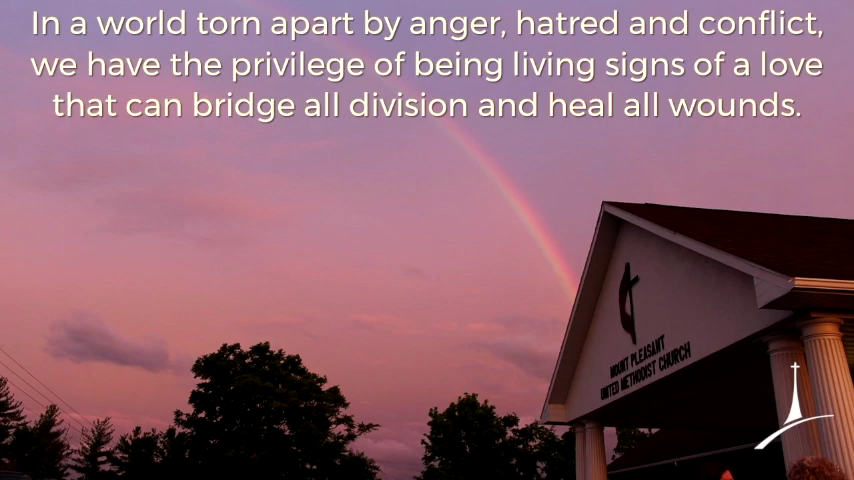 In a world torn apart by anger, hatred and conflict,
we have the privilege of being living signs of a love
that can bridge all division and heal all wounds.
MOUNT PLEASANT
UNITED METHODIST CHURCH